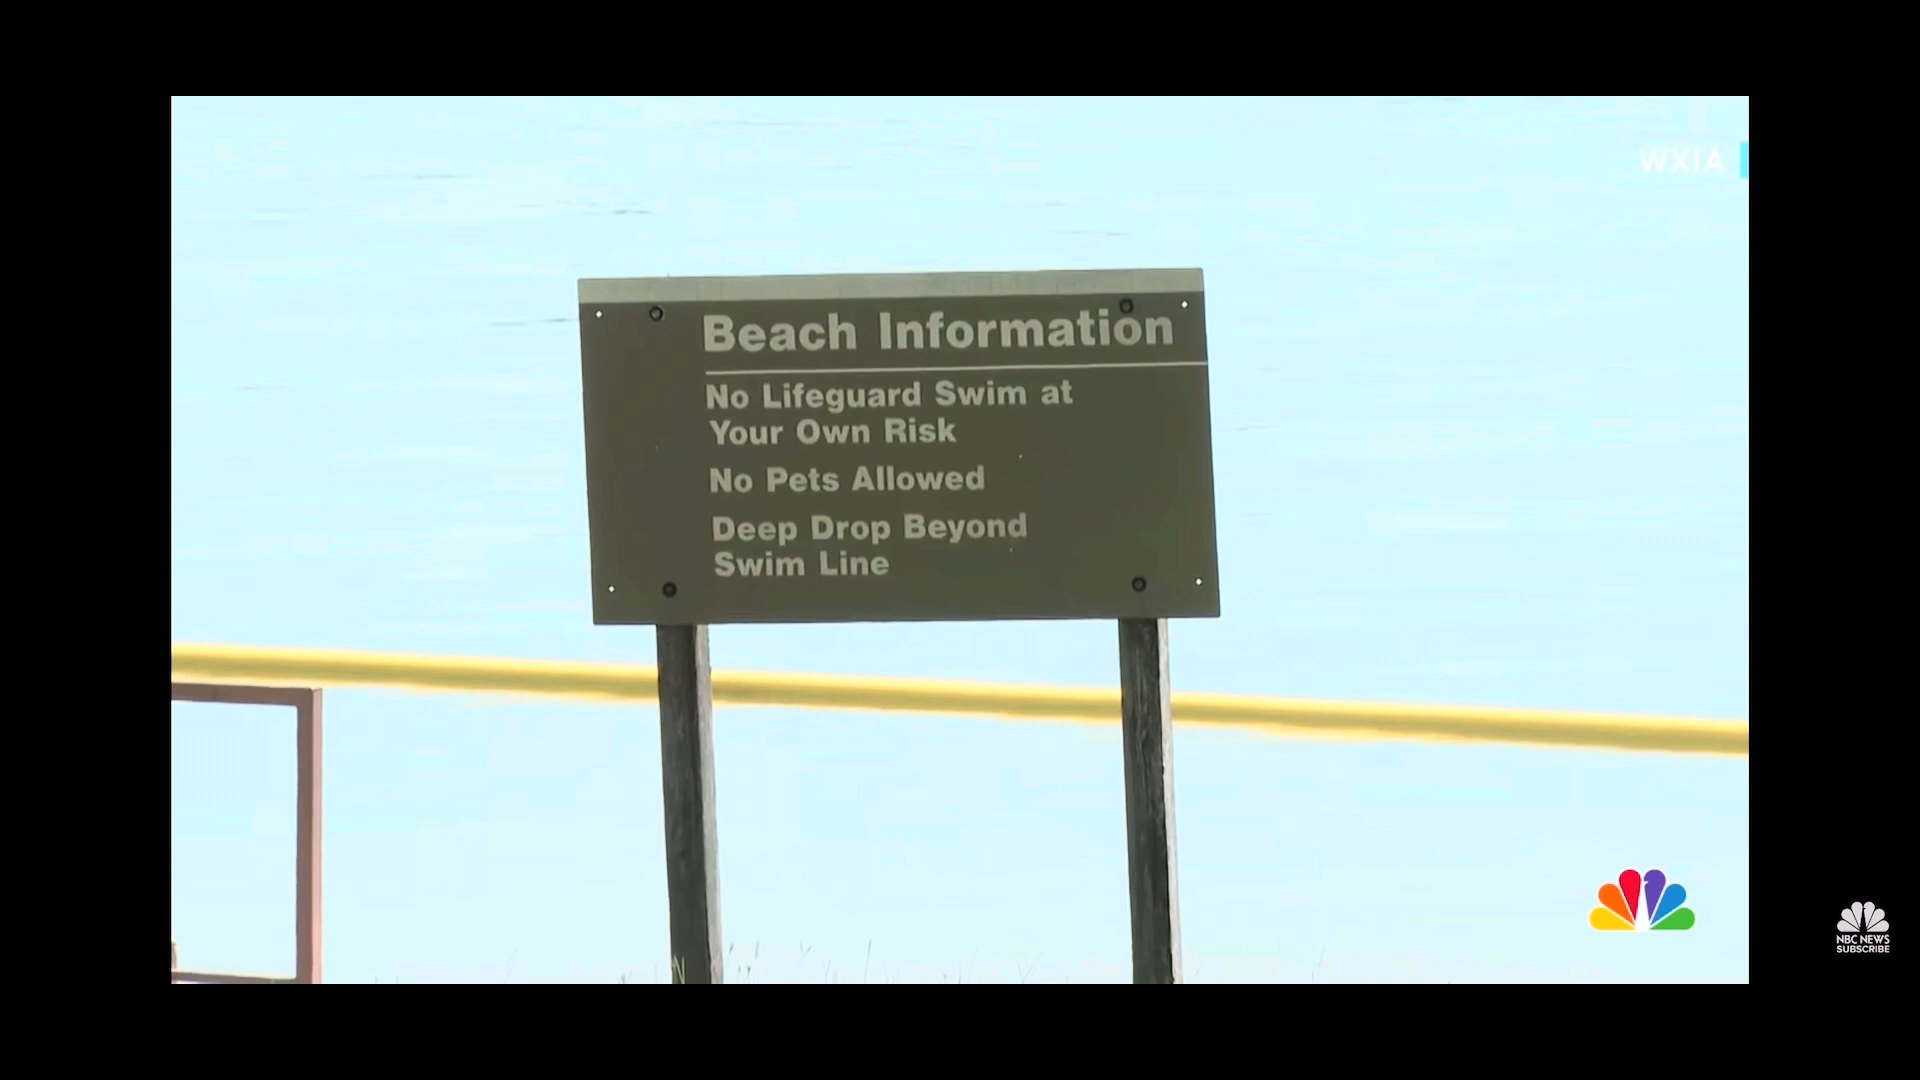 WXIA
Beach Information
No Lifeguard Swim at
Your Own Risk
No Pets Allowed
Deep Drop Beyond
Swim Line
NBC NEWS
SUBSCRIBE